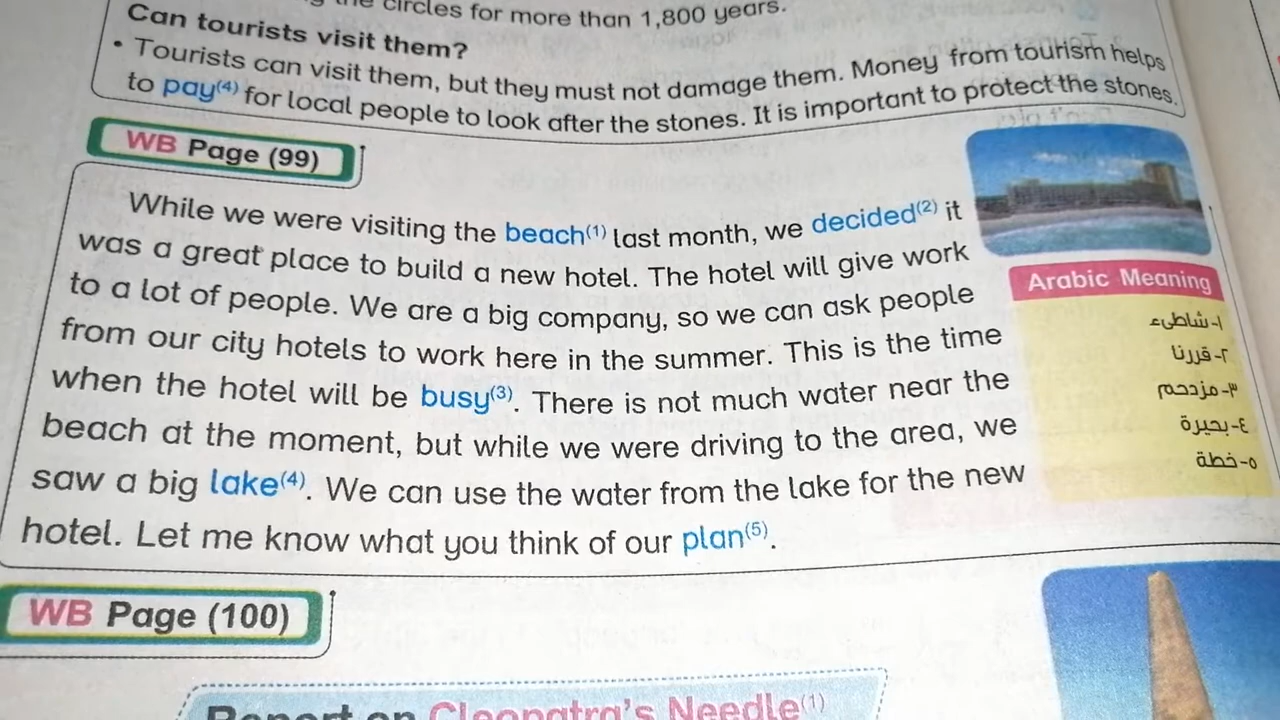 the circles for more than 1,800 years.
Can tourists visit them?
• Tourists can visit them, but they must not damage them. Money from tourism helps
to pay(4) for local people to look after the stones. It is important to protect the stones.
WB Page (99)
While we were visiting the beach(1) last month, we decided(2) it
was a great place to build a new hotel. The hotel will give work
to a lot of people. We are a big company, so we can ask people
from our city hotels to work here in the summer. This is the time
when the hotel will be busy(3). There is not much water near the
beach at the moment, but while we were driving to the area, we
saw a big lake(4). We can use the water from the lake for the new
hotel. Let me know what you think of our plan(5).
Arabic Meaning
١- شاطىء
٢- قررنا
٣- مزدحم
٤- بحيرة
٥- خطة
WB Page (100)
Report on Cleopatra's Needle(1)